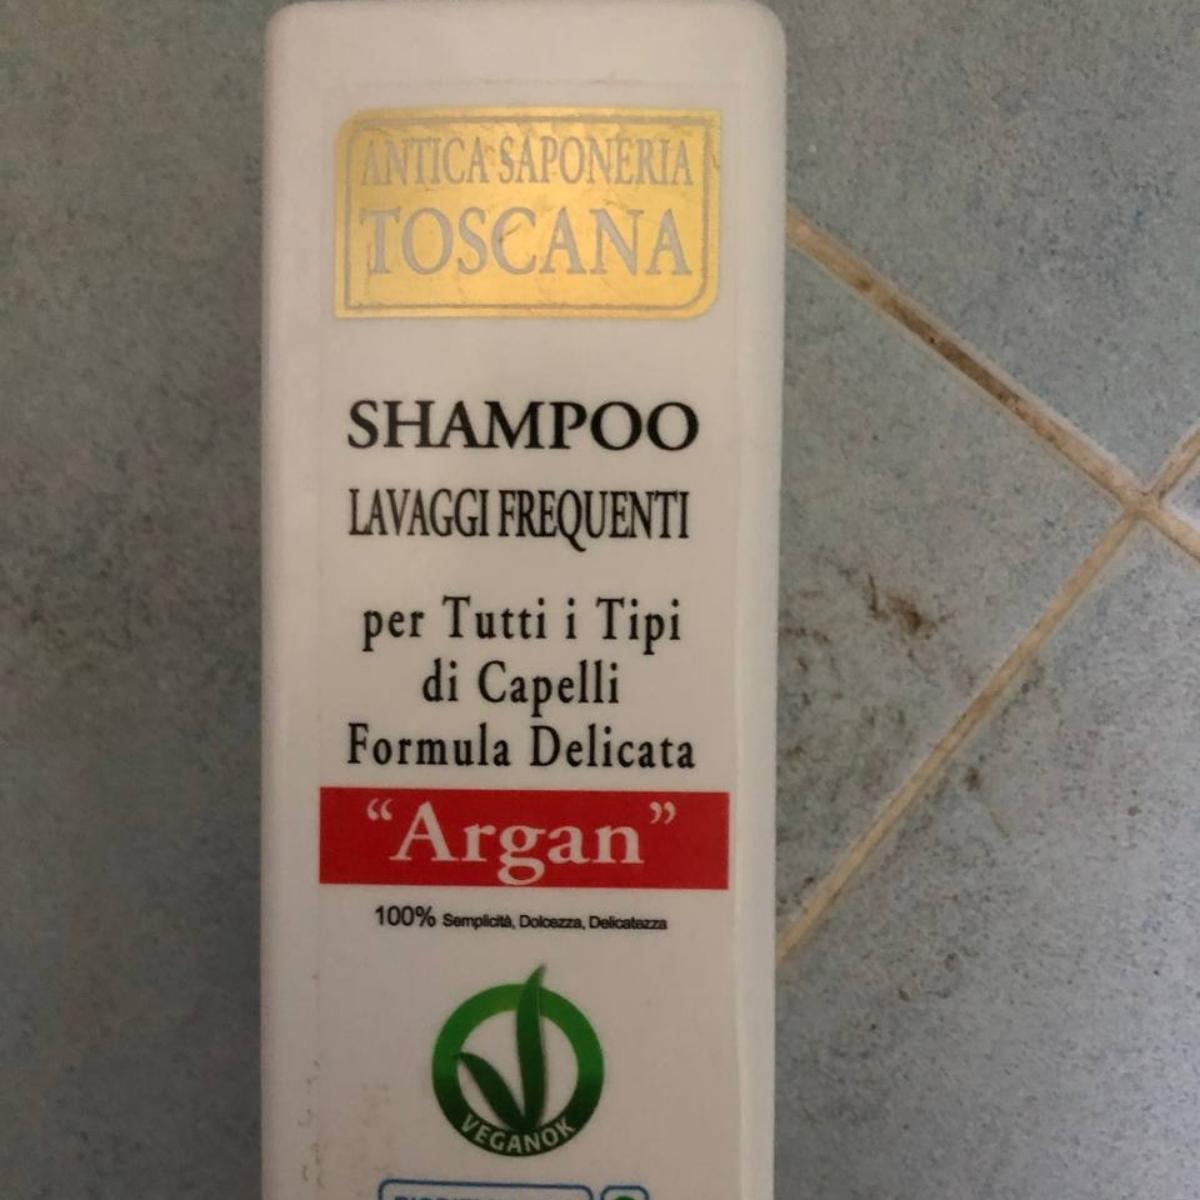 ANTICA SAPONERIA
TOSCANA
SHAMPOO
LAVAGGI FREQUENTI
per Tutti i Tipi
di Capelli
Formula Delicata
“Argan”
100% Semplicità, Dolcezza, Delicatezza
VEGANOK